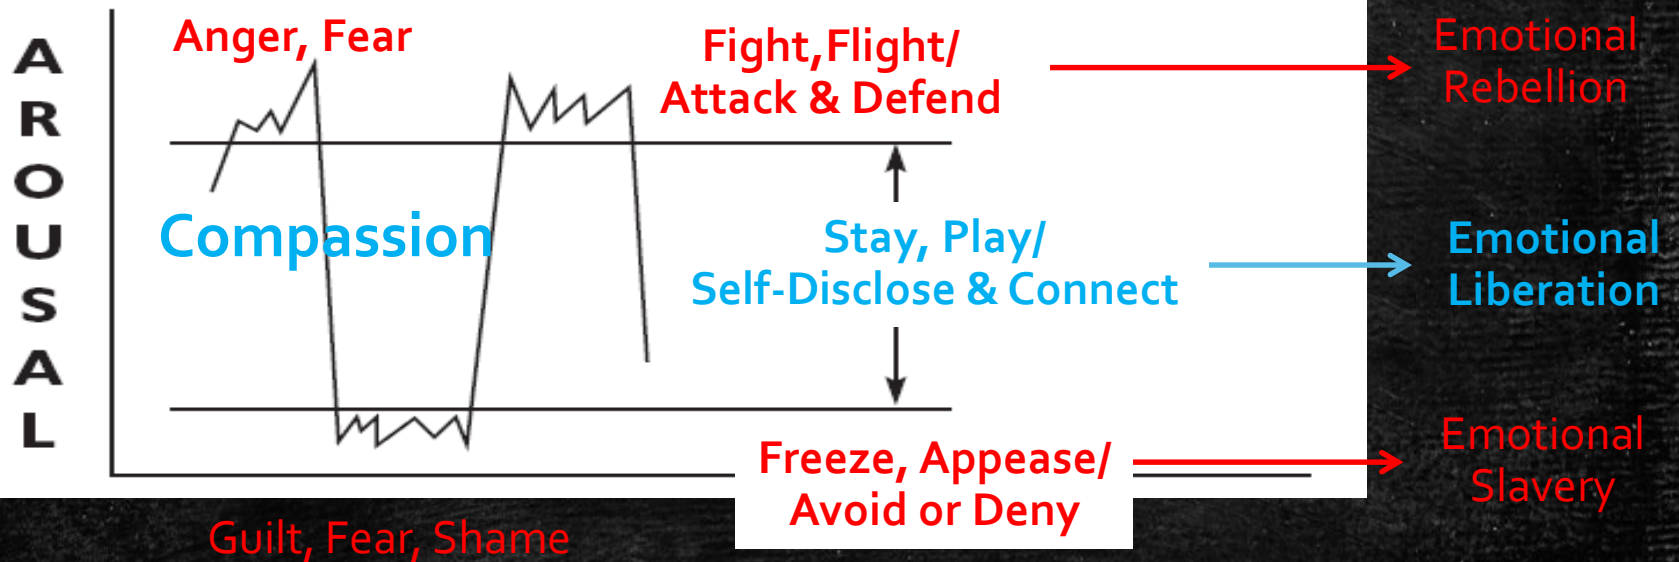 AROUSAL
Anger, Fear
Fight,Flight/
Attack & Defend
Emotional
Rebellion
Compassion
Stay, Play/
Self-Disclose & Connect
Emotional
Liberation
Freeze, Appease/
Avoid or Deny
Emotional
Slavery
Guilt, Fear, Shame